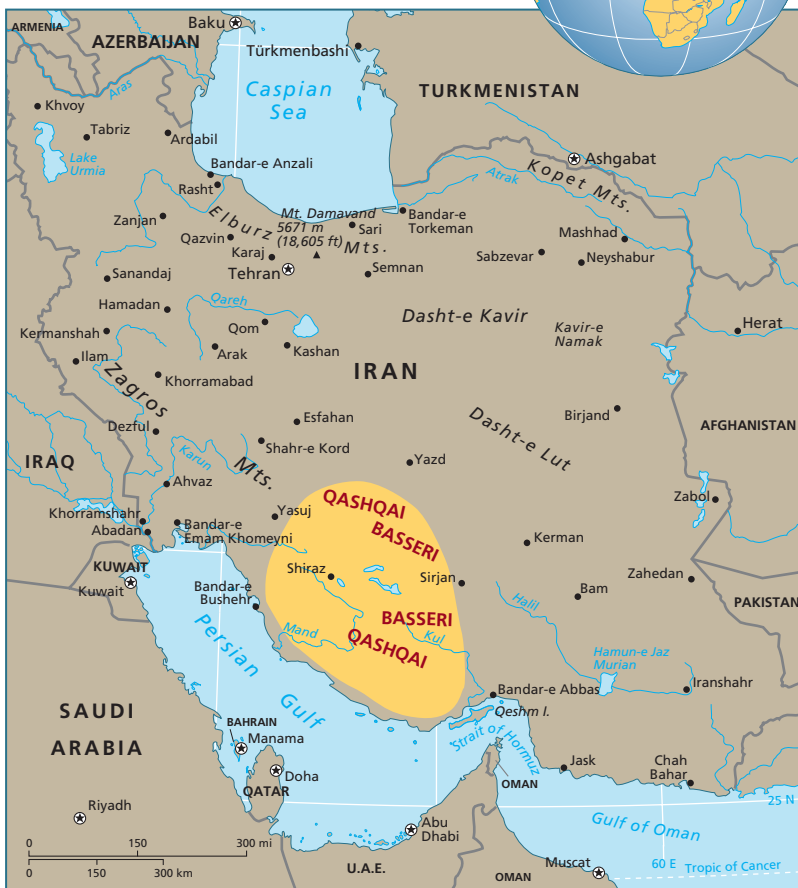 ARMENIA
Baku
AZERBAIJAN
Türkmenbashi
Caspian
Sea
TURKMENISTAN
Aras
Khvoy
Tabriz
Ardabil
Lake
Urmia
Bandar-e Anzali
Rasht
Ashgabat
Kopet Mts.
Atrak
Zanjan
Elburz
Mts.
Mt. Damavand
5671 m
(18,605 ft)
Sari
Bandar-e
Torkeman
Mashhad
Qazvin
Karaj
Tehran
Semnan
Sabzevar
Neyshabur
Sanandaj
Hamadan
Qareh
Dasht-e Kavir
Kavir-e
Namak
Herat
Kermanshah
Qom
Ilam
Arak
Kashan
IRAN
Khorramabad
Zagros
Mts.
Esfahan
Birjand
Dezful
Shahr-e Kord
Dasht-e Lut
AFGHANISTAN
IRAQ
Karun
Yazd
Ahvaz
Zabol
QASHQAI
BASSERI
Khorramshahr
Abadan
Bandar-e
Emam Khomeyni
Yasuj
Kerman
KUWAIT
Kuwait
Shiraz
Sirjan
Bam
Zahedan
Bandar-e
Bushehr
PAKISTAN
Halil
BASSERI
QASHQAI
Mand
Kul
Persian
Gulf
Hamun-e Jaz
Murian
Iranshahr
Bandar-e Abbas
Qeshm I.
SAUDI
ARABIA
BAHRAIN
Manama
Strait of Hormuz
Jask
Chah
Bahar
Doha
QATAR
OMAN
25 N
Riyadh
Abu
Dhabi
Gulf of Oman
0 150 300 mi
0 150 300 km
U.A.E.
OMAN
Muscat
60 E
Tropic of Cancer